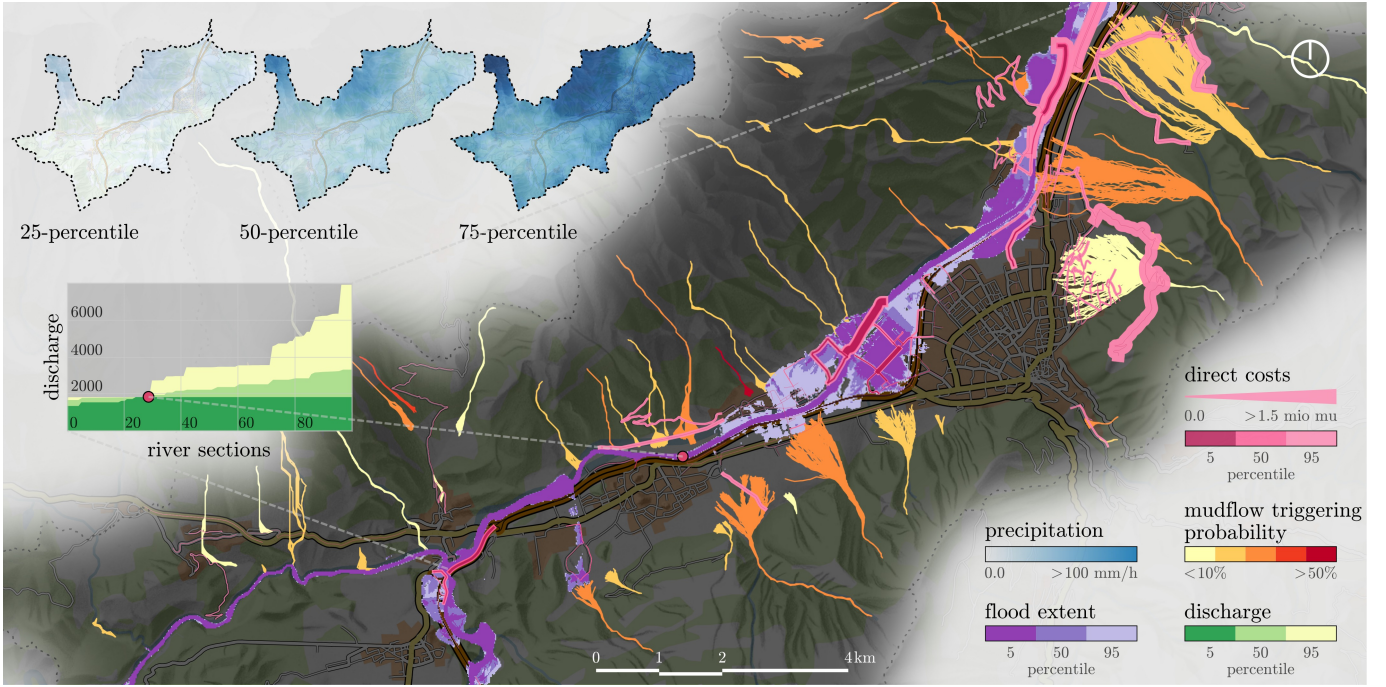 25-percentile
50-percentile
75-percentile
discharge
6000
4000
2000
0 20 40 60 80
river sections
direct costs
0.0 >1.5 mio mu
5 50 95
percentile
precipitation
0.0 >100 mm/h
mudflow triggering
probability
<10% >50%
flood extent
5 50 95
percentile
discharge
5 50 95
percentile
0 1 2 4 km